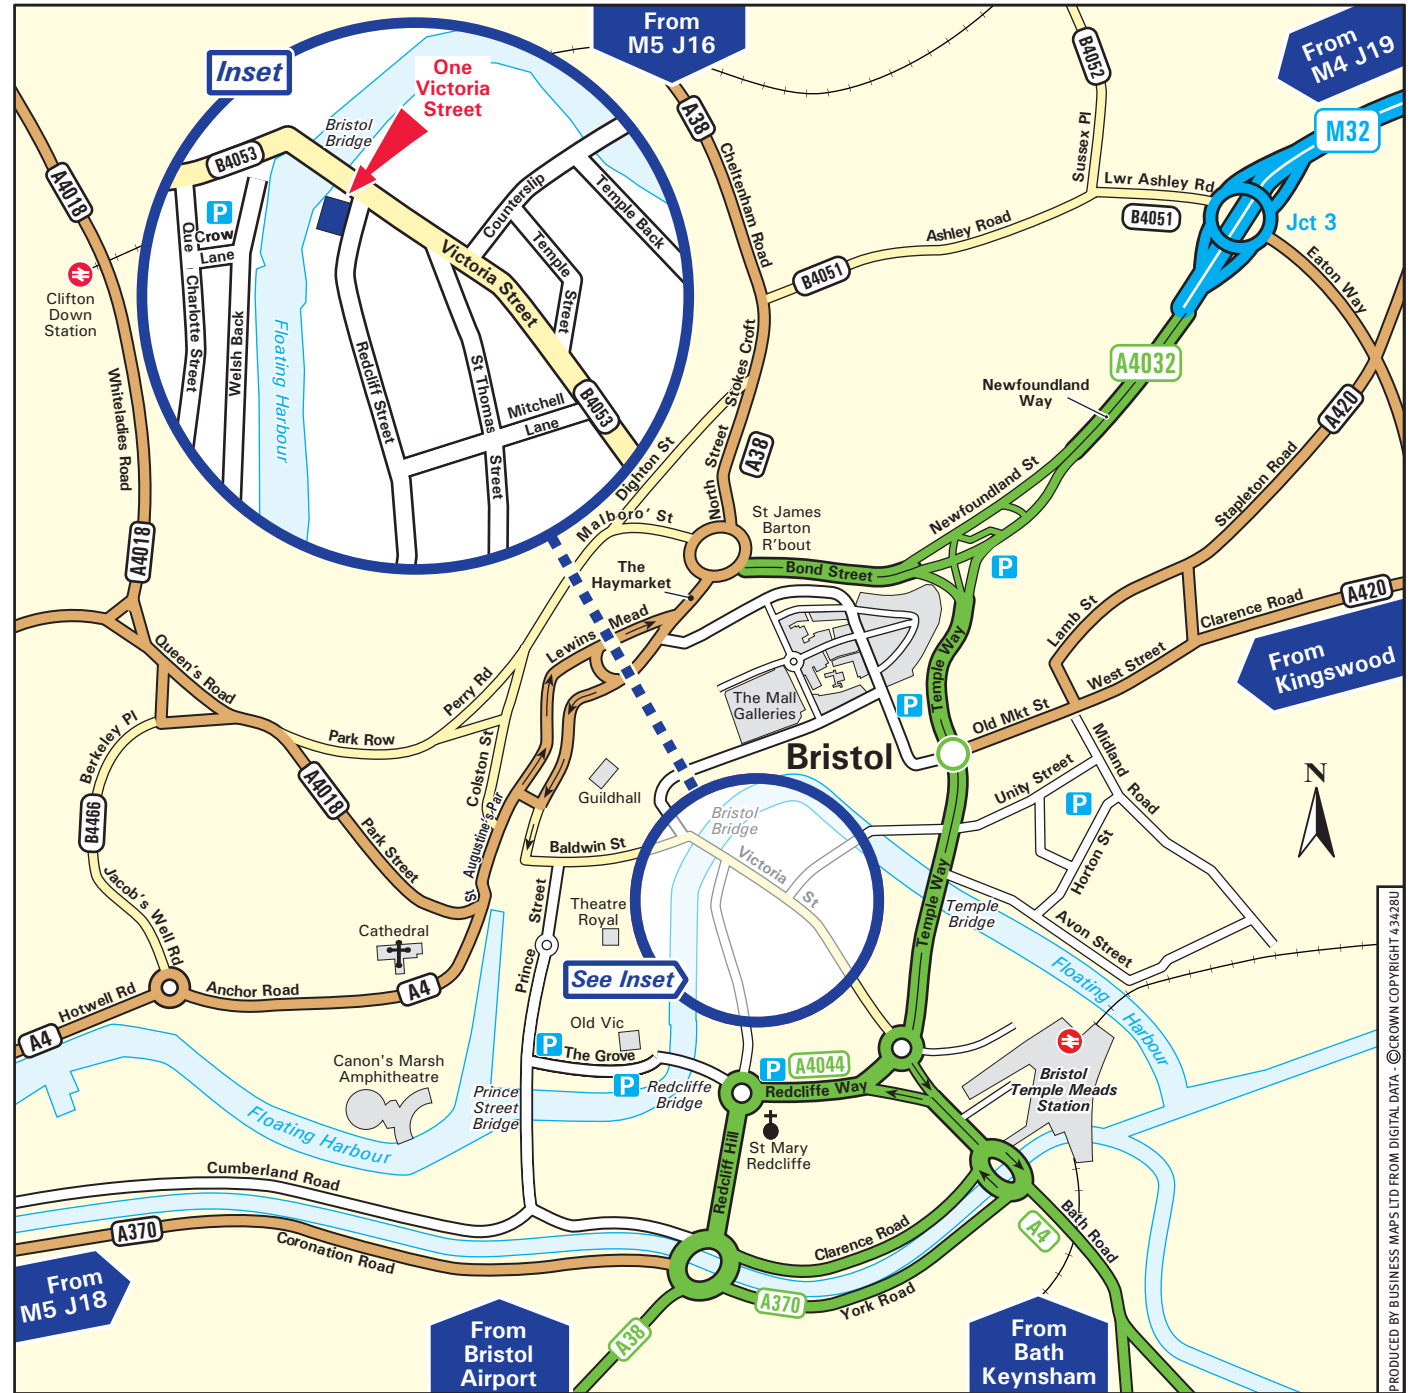 From
M5 J16
From
M4 J19
Inset
One
Victoria
Street
Bristol
Bridge
B4053
P
Crow
Lane
Que
Charlotte Street
Welsh Back
Floating Harbour
Redcliff Street
St Thomas
Street
Victoria Street
Counterslip
Temple
Street
Temple Back
Mitchell
Lane
B4053
A4018
Clifton
Down
Station
Whiteladies Road
A4018
A38
Cheltenham Road
B4052
Sussex Pl
Lwr Ashley Rd
B4051
Ashley Road
B4051
M32
Jct 3
Eaton Way
A4032
Newfoundland
Way
A420
Stapleton Road
Stokes Croft
North Street
A38
Dighton St
Malboro' St
St James
Barton
R'bout
Newfoundland St
Bond Street
P
The
Haymarket
Lewins Mead
Lamb St
Clarence Road
A420
West Street
From
Kingswood
Queen's Road
Perry Rd
Park Row
Berkeley Pl
B4466
Jacob's Well Rd
A4018
Park Street
Colston St
St Augustine's Par
The Mall
Galleries
P
Temple Way
Old Mkt St
Bristol
Guildhall
Unity Street
Midland Road
P
Horton St
N
Baldwin St
Bristol
Bridge
Victoria St
Temple Way
Temple
Bridge
Avon Street
Theatre
Royal
Prince Street
Cathedral
See Inset
Hotwell Rd
Anchor Road
A4
A4
Floating Harbour
Old Vic
P
The Grove
P
Redcliffe
Bridge
P
A4044
Redcliffe Way
Bristol
Temple Meads
Station
Canon's Marsh
Amphitheatre
Prince
Street
Bridge
Floating Harbour
St Mary
Redcliffe
Redcliff Hill
Cumberland Road
A370
Coronation Road
Clarence Road
A4
Bath Road
A370
York Road
A38
From
M5 J18
From
Bristol
Airport
From
Bath
Keynsham
PRODUCED BY BUSINESS MAPS LTD FROM DIGITAL DATA - ©CROWN COPYRIGHT 43428U